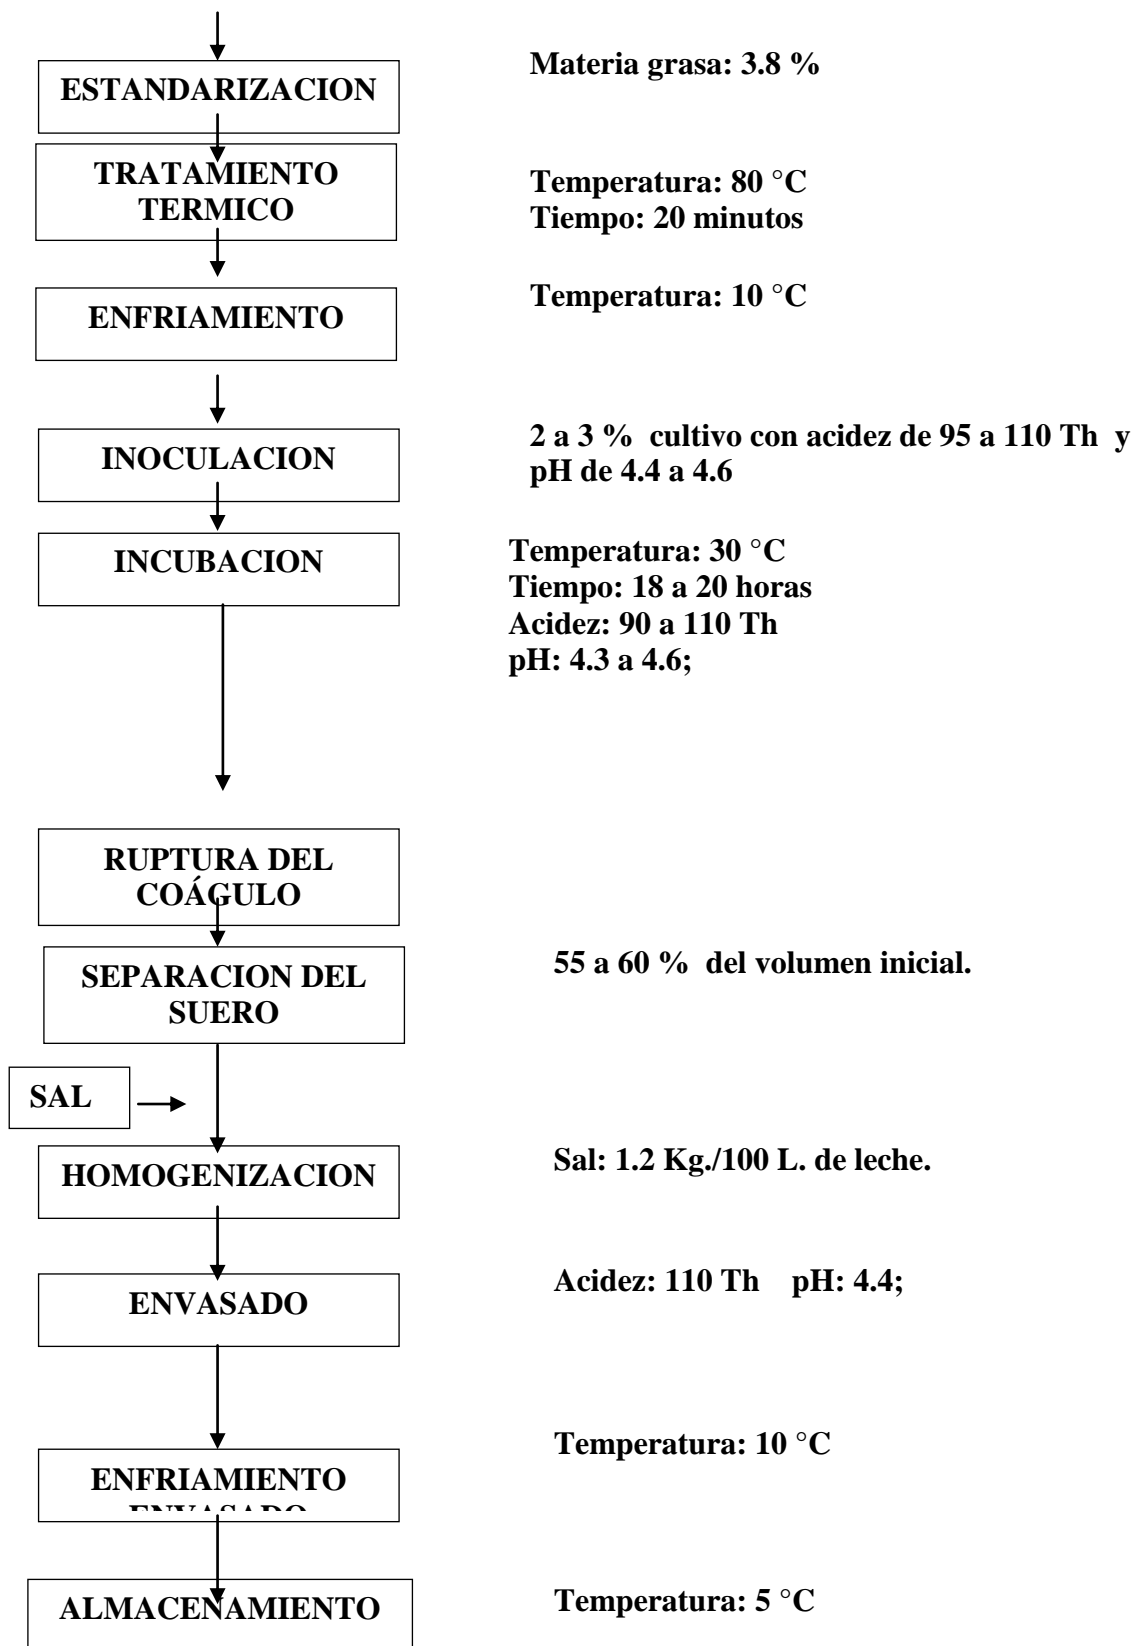 ESTANDARIZACION
Materia grasa: 3.8 %
TRATAMIENTO
TERMICO
Temperatura: 80 °C
Tiempo: 20 minutos
ENFRIAMIENTO
Temperatura: 10 °C
INOCULACION
2 a 3 % cultivo con acidez de 95 a 110 Th y
pH de 4.4 a 4.6
INCUBACION
Temperatura: 30 °C
Tiempo: 18 a 20 horas
Acidez: 90 a 110 Th
pH: 4.3 a 4.6;
RUPTURA DEL
COÁGULO
SEPARACION DEL
SUERO
55 a 60 % del volumen inicial.
SAL
HOMOGENIZACION
Sal: 1.2 Kg./100 L. de leche.
ENVASADO
Acidez: 110 Th pH: 4.4;
ENFRIAMIENTO
ENVASADO
Temperatura: 10 °C
ALMACENAMIENTO
Temperatura: 5 °C